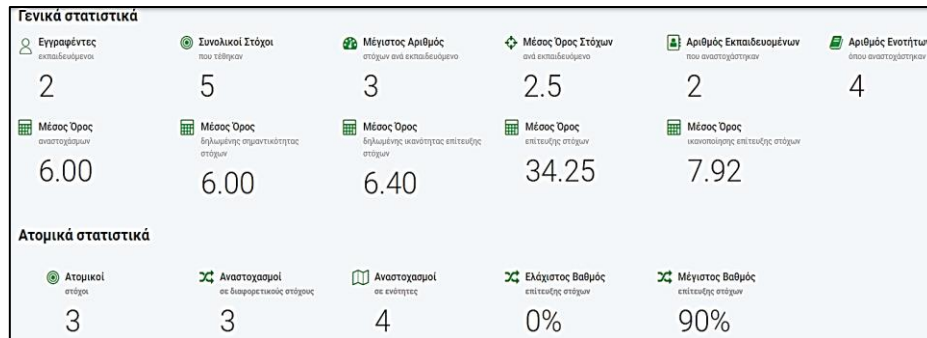 Γενικά στατιστικά
Εγγραφέντες
εκπαιδευόμενοι
2
Συνολικοί Στόχοι
που τέθηκαν
5
Μέγιστος Αριθμός
στόχων ανά εκπαιδευόμενο
3
Μέσος Όρος Στόχων
ανά εκπαιδευόμενο
2.5
Αριθμός Εκπαιδευομένων
που αναστοχάστηκαν
2
Αριθμός Ενοτήτων
όπου αναστοχάστηκαν
4
Μέσος Όρος
αναστοχάσμων
6.00
Μέσος Όρος
δηλωμένης σημαντικότητας
στόχων
6.00
Μέσος Όρος
δηλωμένης ικανότητας επίτευξης
στόχων
6.40
Μέσος Όρος
επίτευξης στόχων
34.25
Μέσος Όρος
ικανοποίησης επίτευξης στόχων
7.92
Ατομικά στατιστικά
Ατομικοί
στόχοι
3
Αναστοχασμοί
σε διαφορετικούς στόχους
3
Αναστοχασμοί
σε ενότητες
4
Ελάχιστος Βαθμός
επίτευξης στόχων
0%
Μέγιστος Βαθμός
επίτευξης στόχων
90%